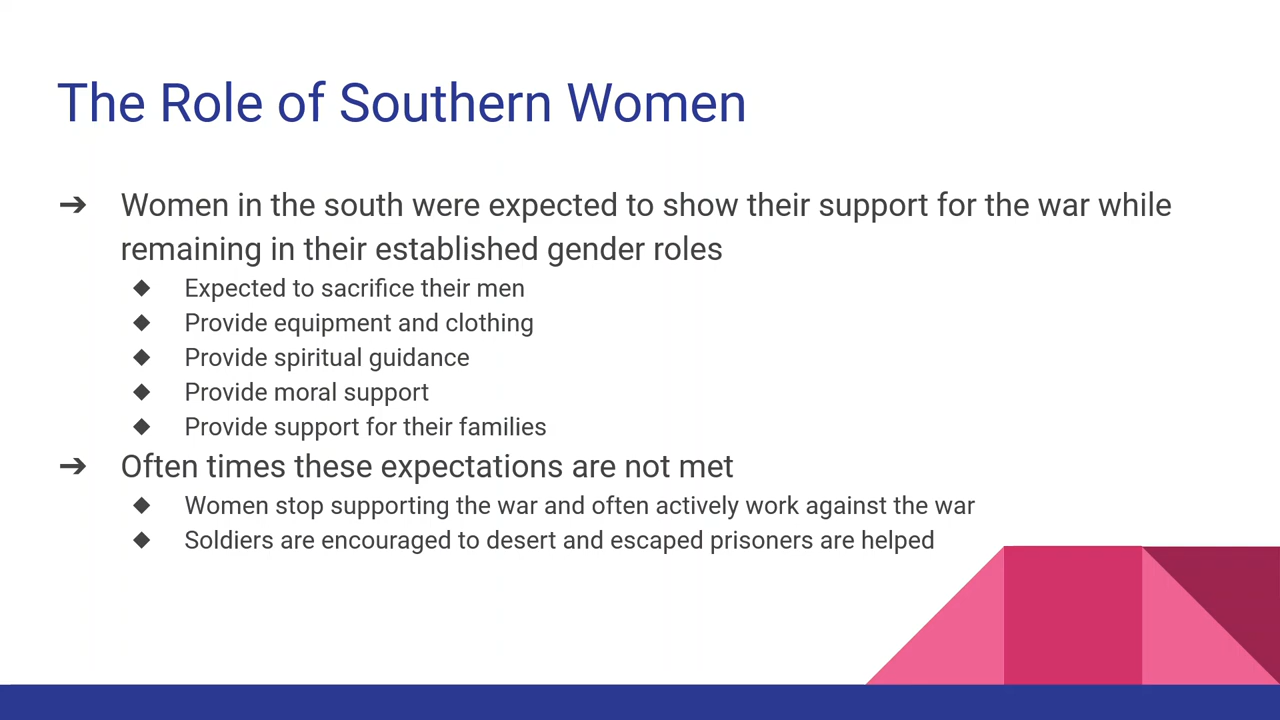 The Role of Southern Women
➔ Women in the south were expected to show their support for the war while
remaining in their established gender roles
◆ Expected to sacrifice their men
◆ Provide equipment and clothing
◆ Provide spiritual guidance
◆ Provide moral support
◆ Provide support for their families
➔ Often times these expectations are not met
◆ Women stop supporting the war and often actively work against the war
◆ Soldiers are encouraged to desert and escaped prisoners are helped